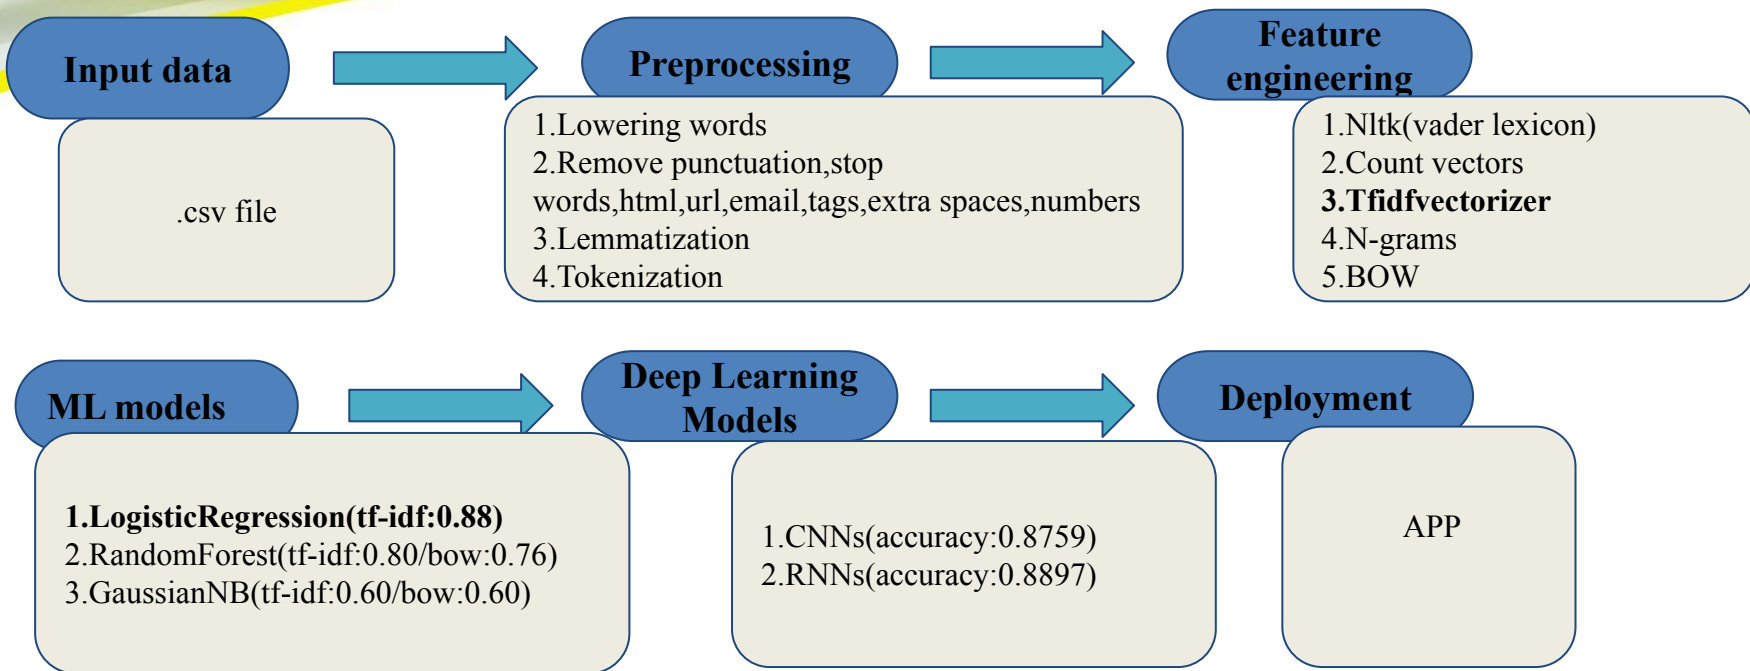 Input data
Preprocessing
Feature
engineering
.csv file
1.Lowering words
2.Remove punctuation,stop
words,html,url,email,tags,extra spaces,numbers
3.Lemmatization
4.Tokenization
1.Nltk(vader lexicon)
2.Count vectors
3.Tfidfvectorizer
4.N-grams
5.BOW
ML models
Deep Learning
Models
Deployment
1.LogisticRegression(tf-idf:0.88)
2.RandomForest(tf-idf:0.80/bow:0.76)
3.GaussianNB(tf-idf:0.60/bow:0.60)
1.CNNs(accuracy:0.8759)
2.RNNs(accuracy:0.8897)
APP